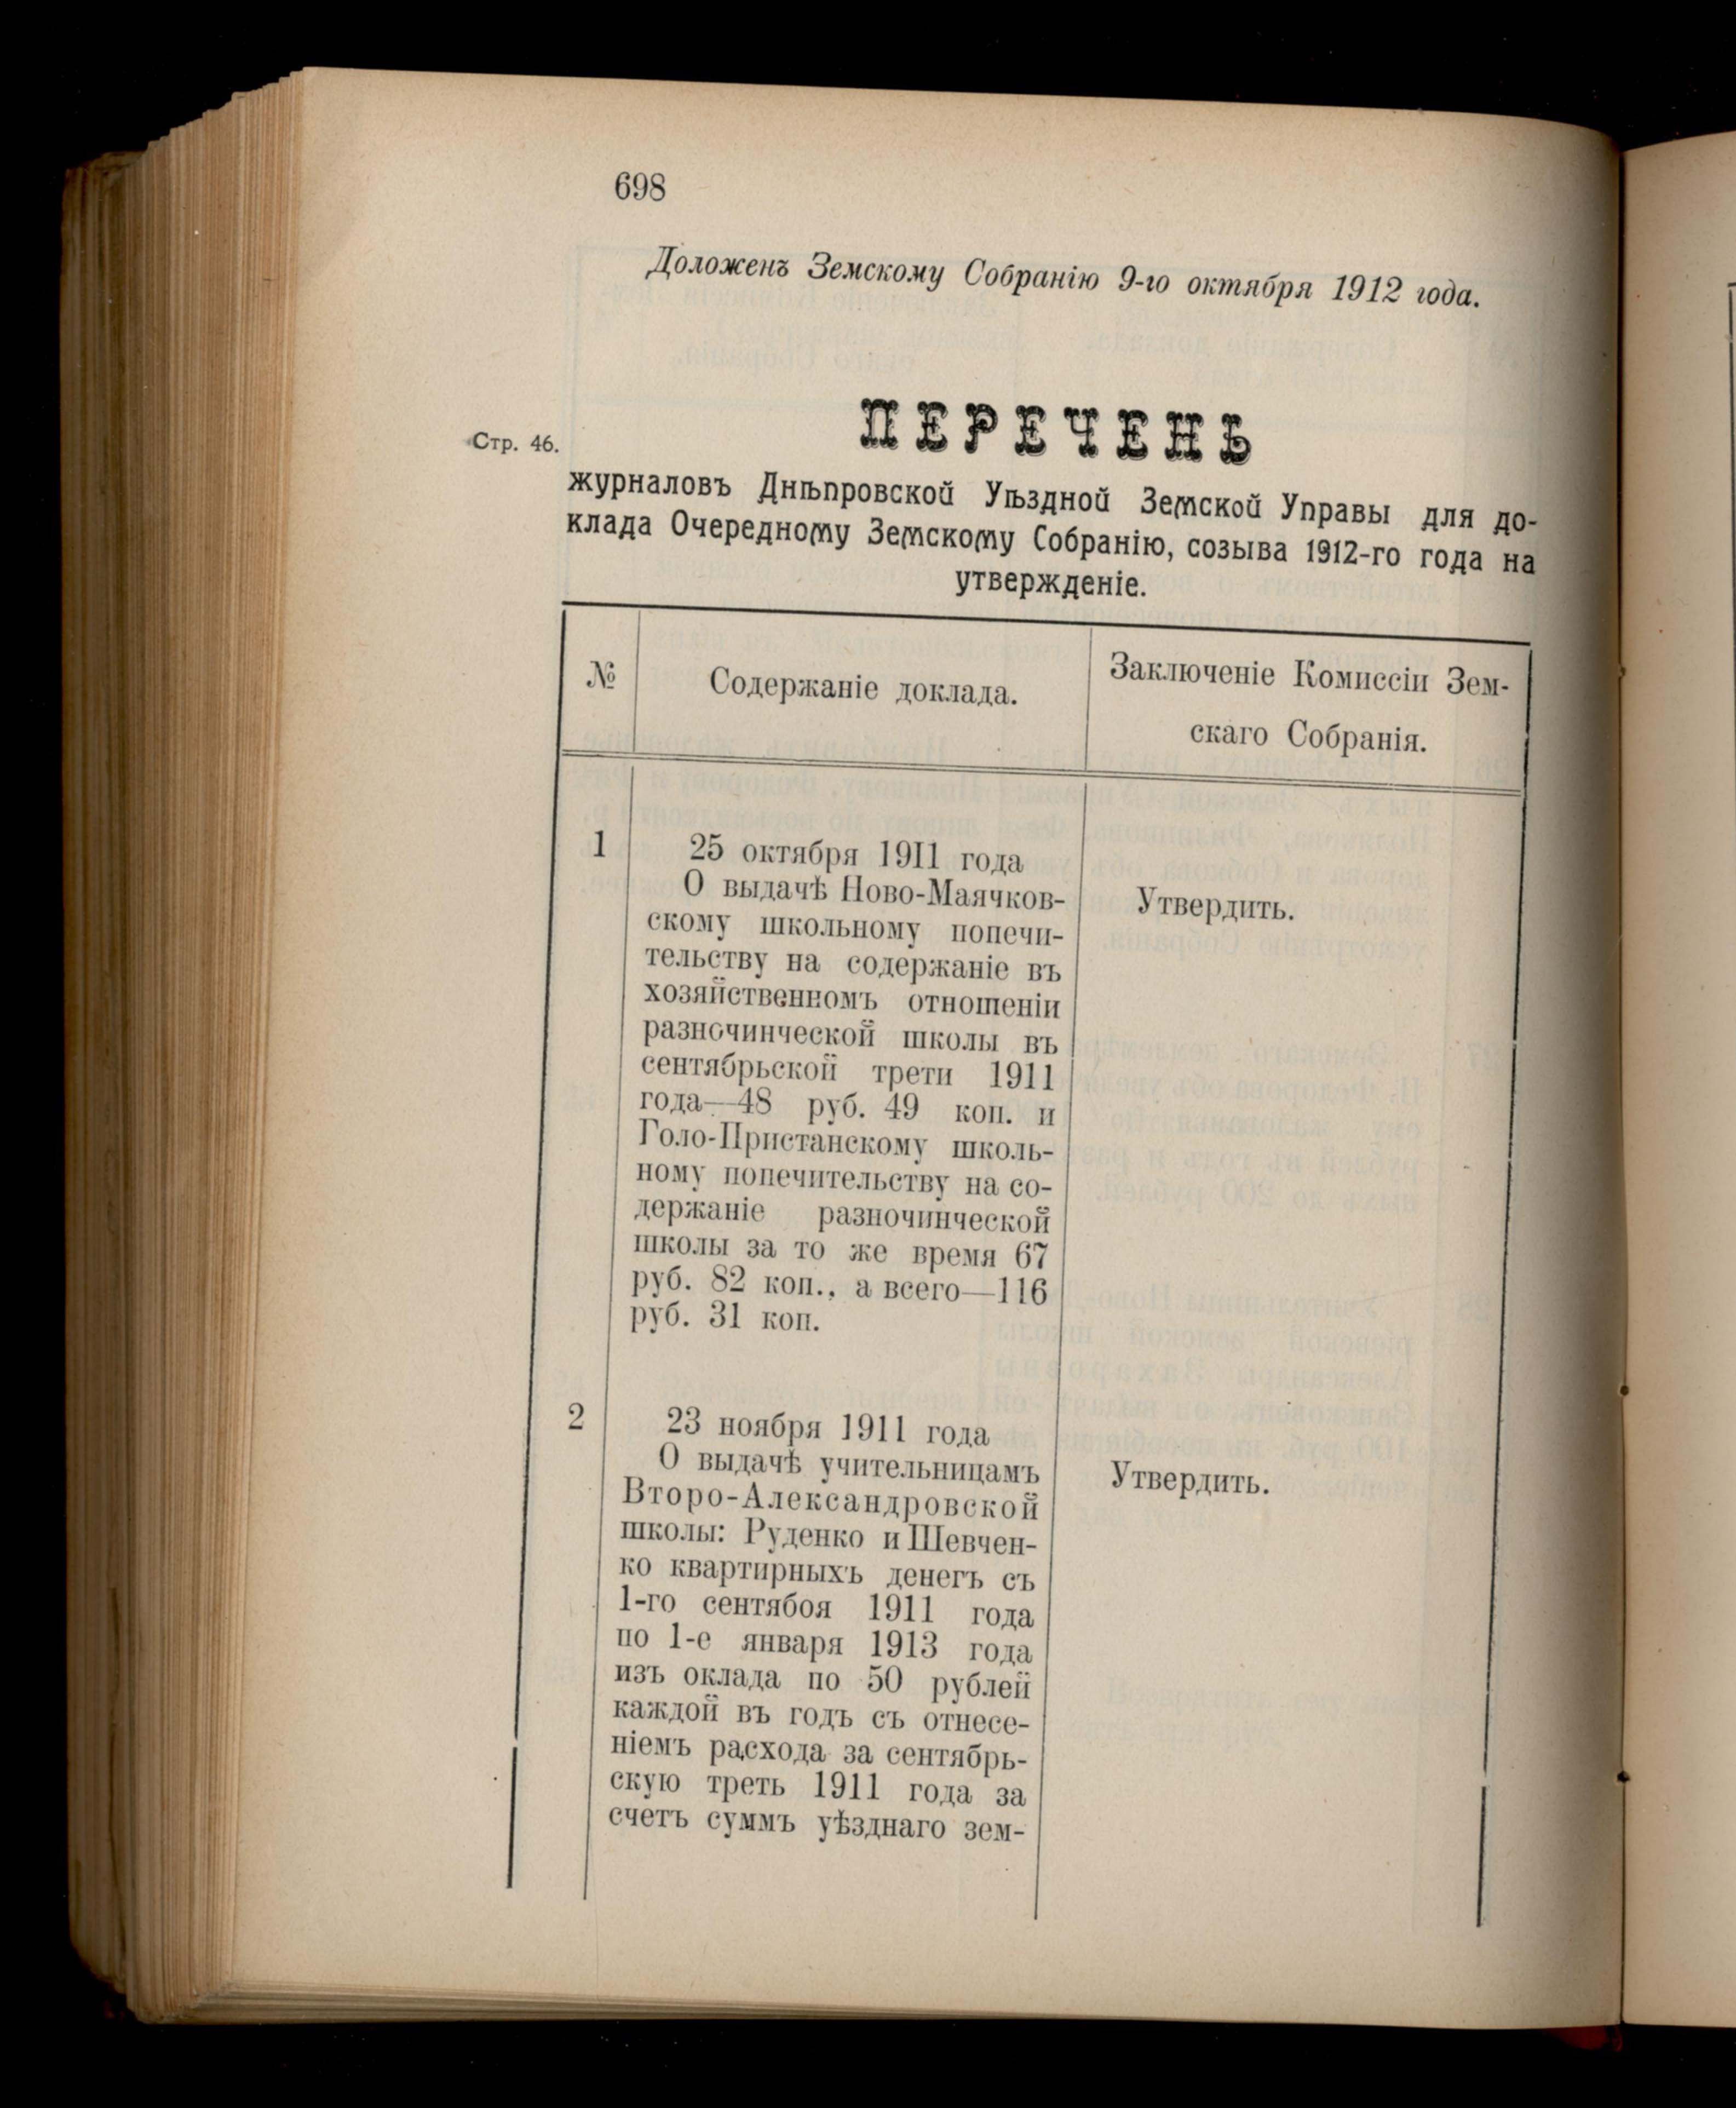 698
Доложенъ Земскому Собранію 9-го октября 1912 года.
Стр. 46.
ПЕРЕЧЕНЬ
журналовъ Днѣпровской Уѣздной Земской Управы для до-
клада Очередному Земскому Собранію, созыва 1912-го года на
утвержденіе.
№
Содержаніе доклада.
Заключеніе Комиссіи Зем-
скаго Собранія.
1
25 октября 1911 года
О выдачѣ Ново-Маячков-
скому школьному попечи-
тельству на содержаніе въ
хозяйственномъ отношеніи
разночинческой школы въ
сентябрьской трети 1911
года—48 руб. 49 коп. и
Голо-Пристанскому школь-
ному попечительству на со-
держаніе разночинческой
школы за то же время 67
руб. 82 коп., а всего—116
руб. 31 коп.
Утвердить.
2
23 ноября 1911 года
О выдачѣ учительницамъ
Второ-Александровской
школы: Руденко и Шевчен-
ко квартирныхъ денегъ съ
1-го сентябоя 1911 года
по 1-е января 1913 года
изъ оклада по 50 рублей
каждой въ годъ съ отнесе-
ніемъ расхода за сентябрь-
скую треть 1911 года за
счетъ суммъ уѣзднаго зем-
Утвердить.